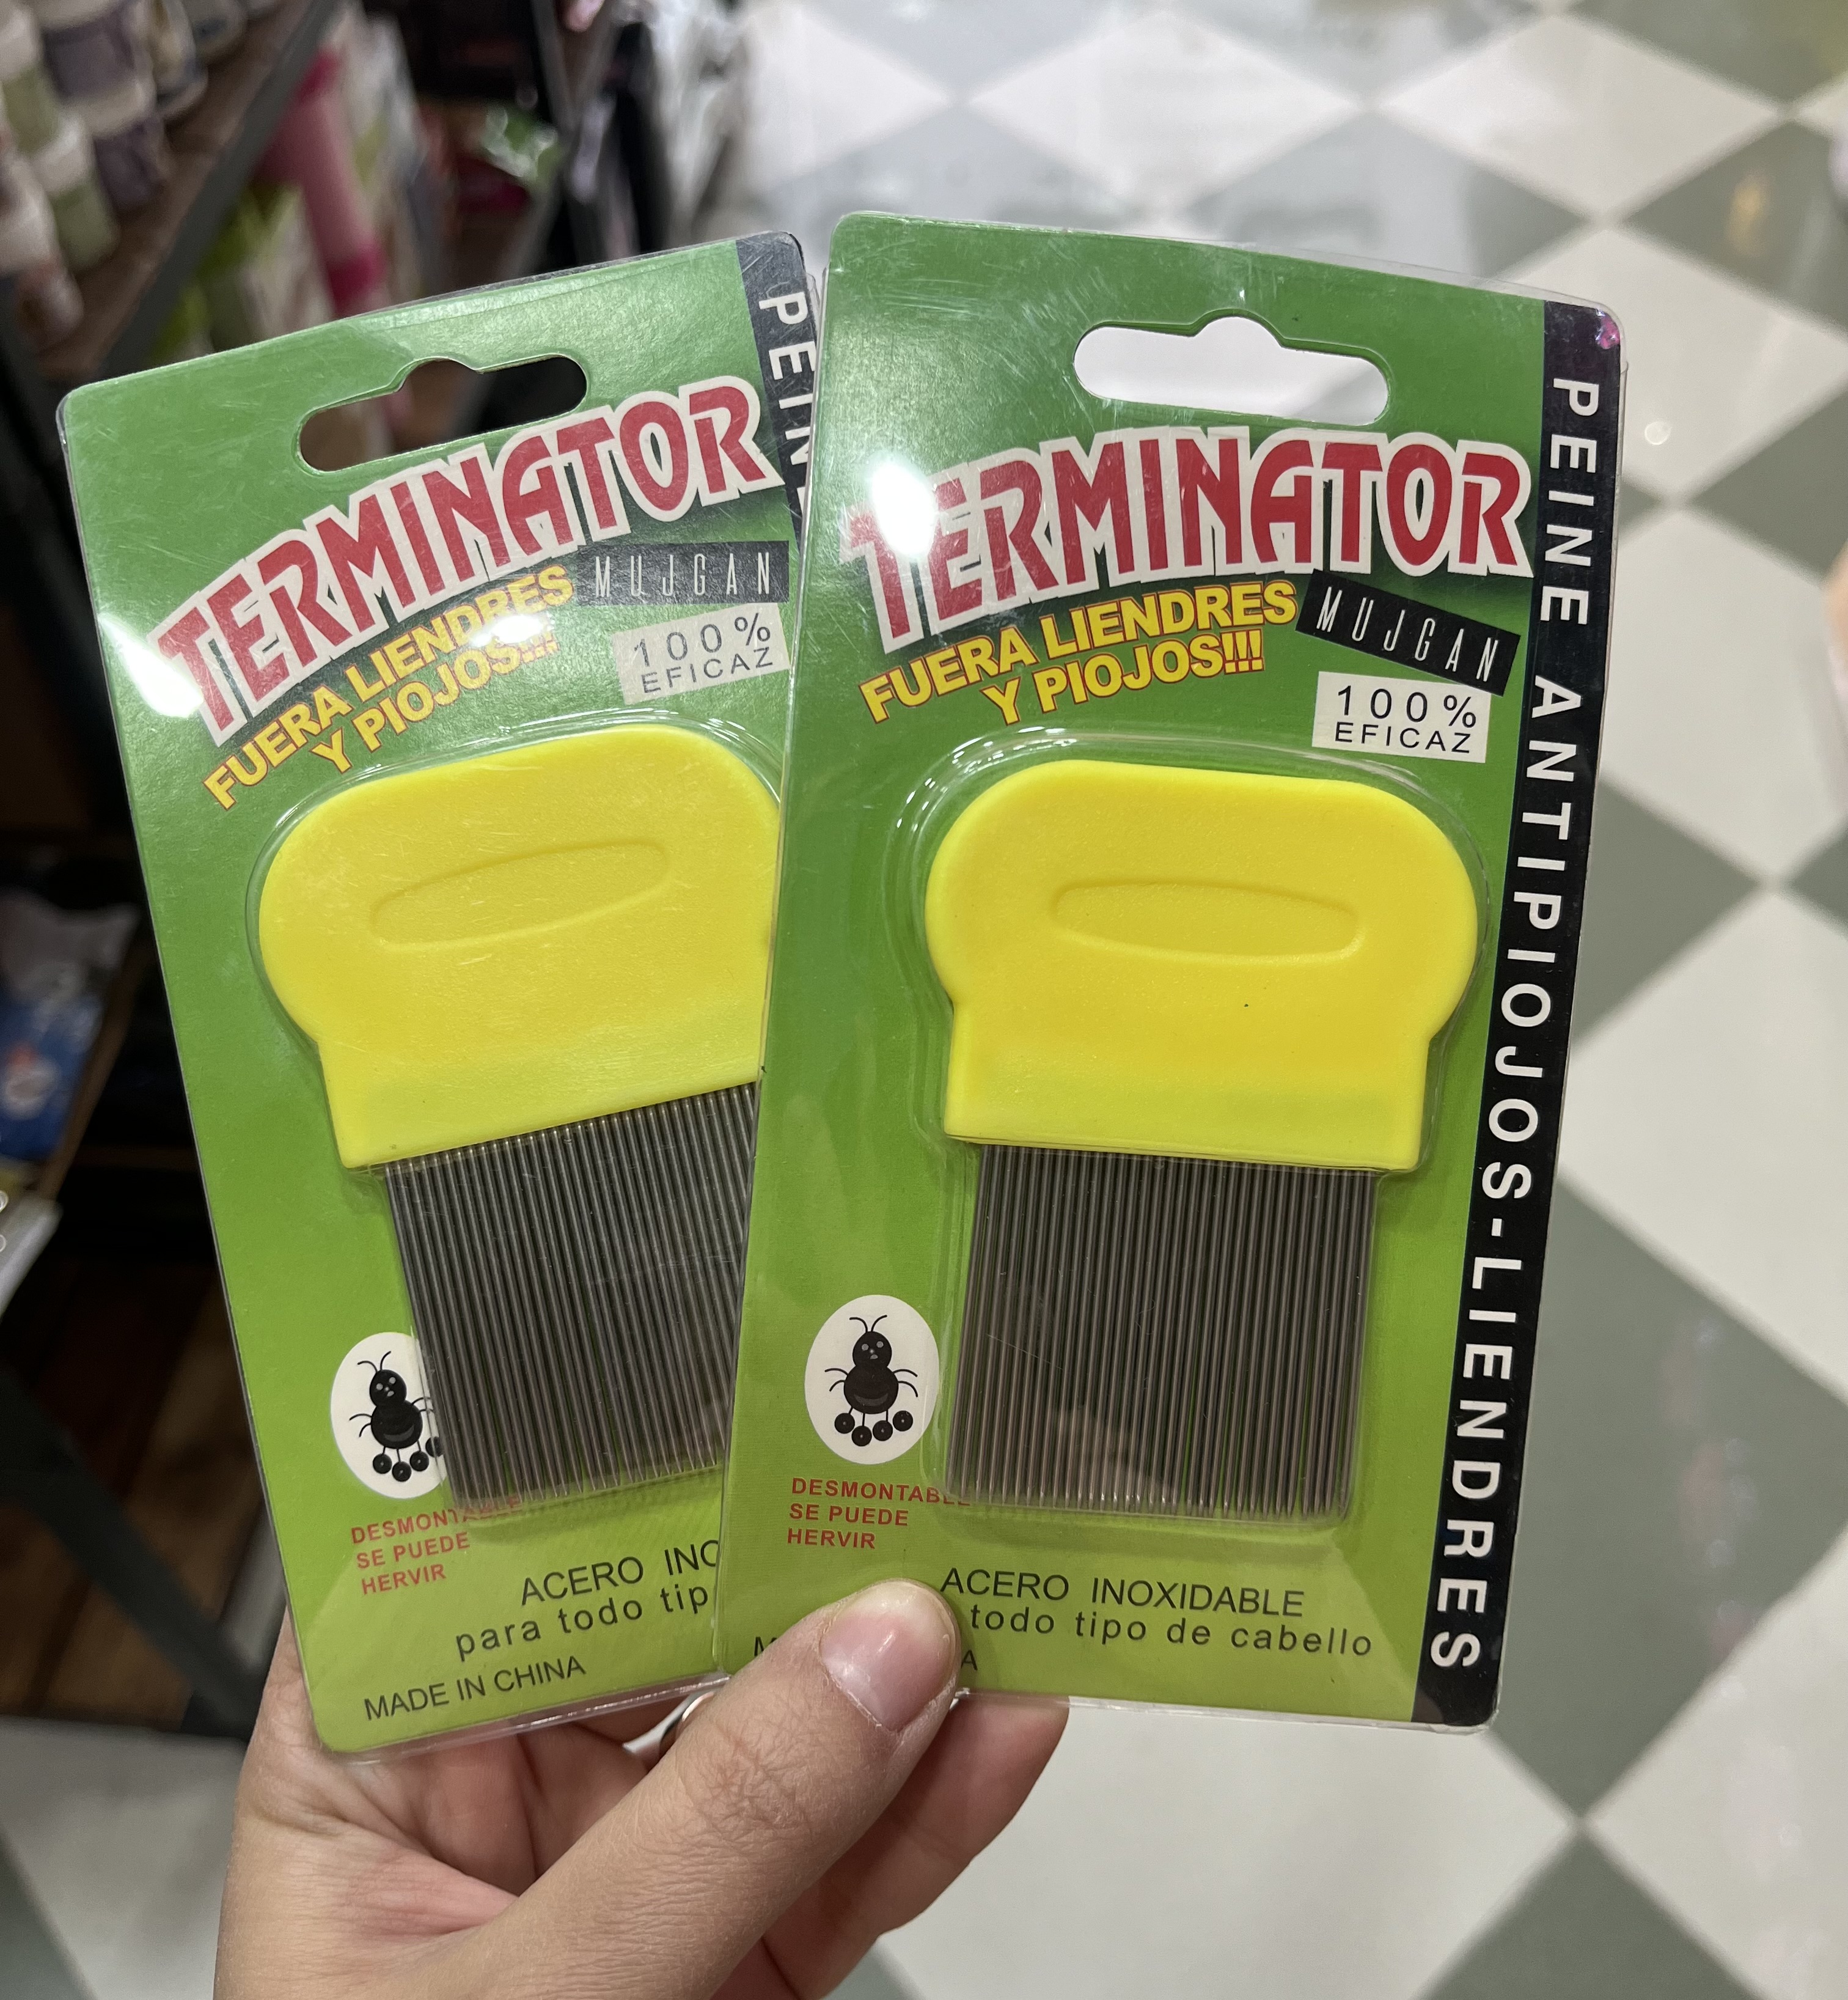 TERMINATOR
MUJGAN
FUERA LIENDRES
Y PIOJOS!!!
100%
EFICAZ
PEINE
DESMONTABLE
SE PUEDE
HERVIR
ACERO INO
para todo tip
MADE IN CHINA
TERMINATOR
MUJGAN
FUERA LIENDRES
Y PIOJOS!!!
100%
EFICAZ
PEINE ANTIPIOJOS-LIENDRES
DESMONTABLE
SE PUEDE
HERVIR
ACERO INOXIDABLE
todo tipo de cabello